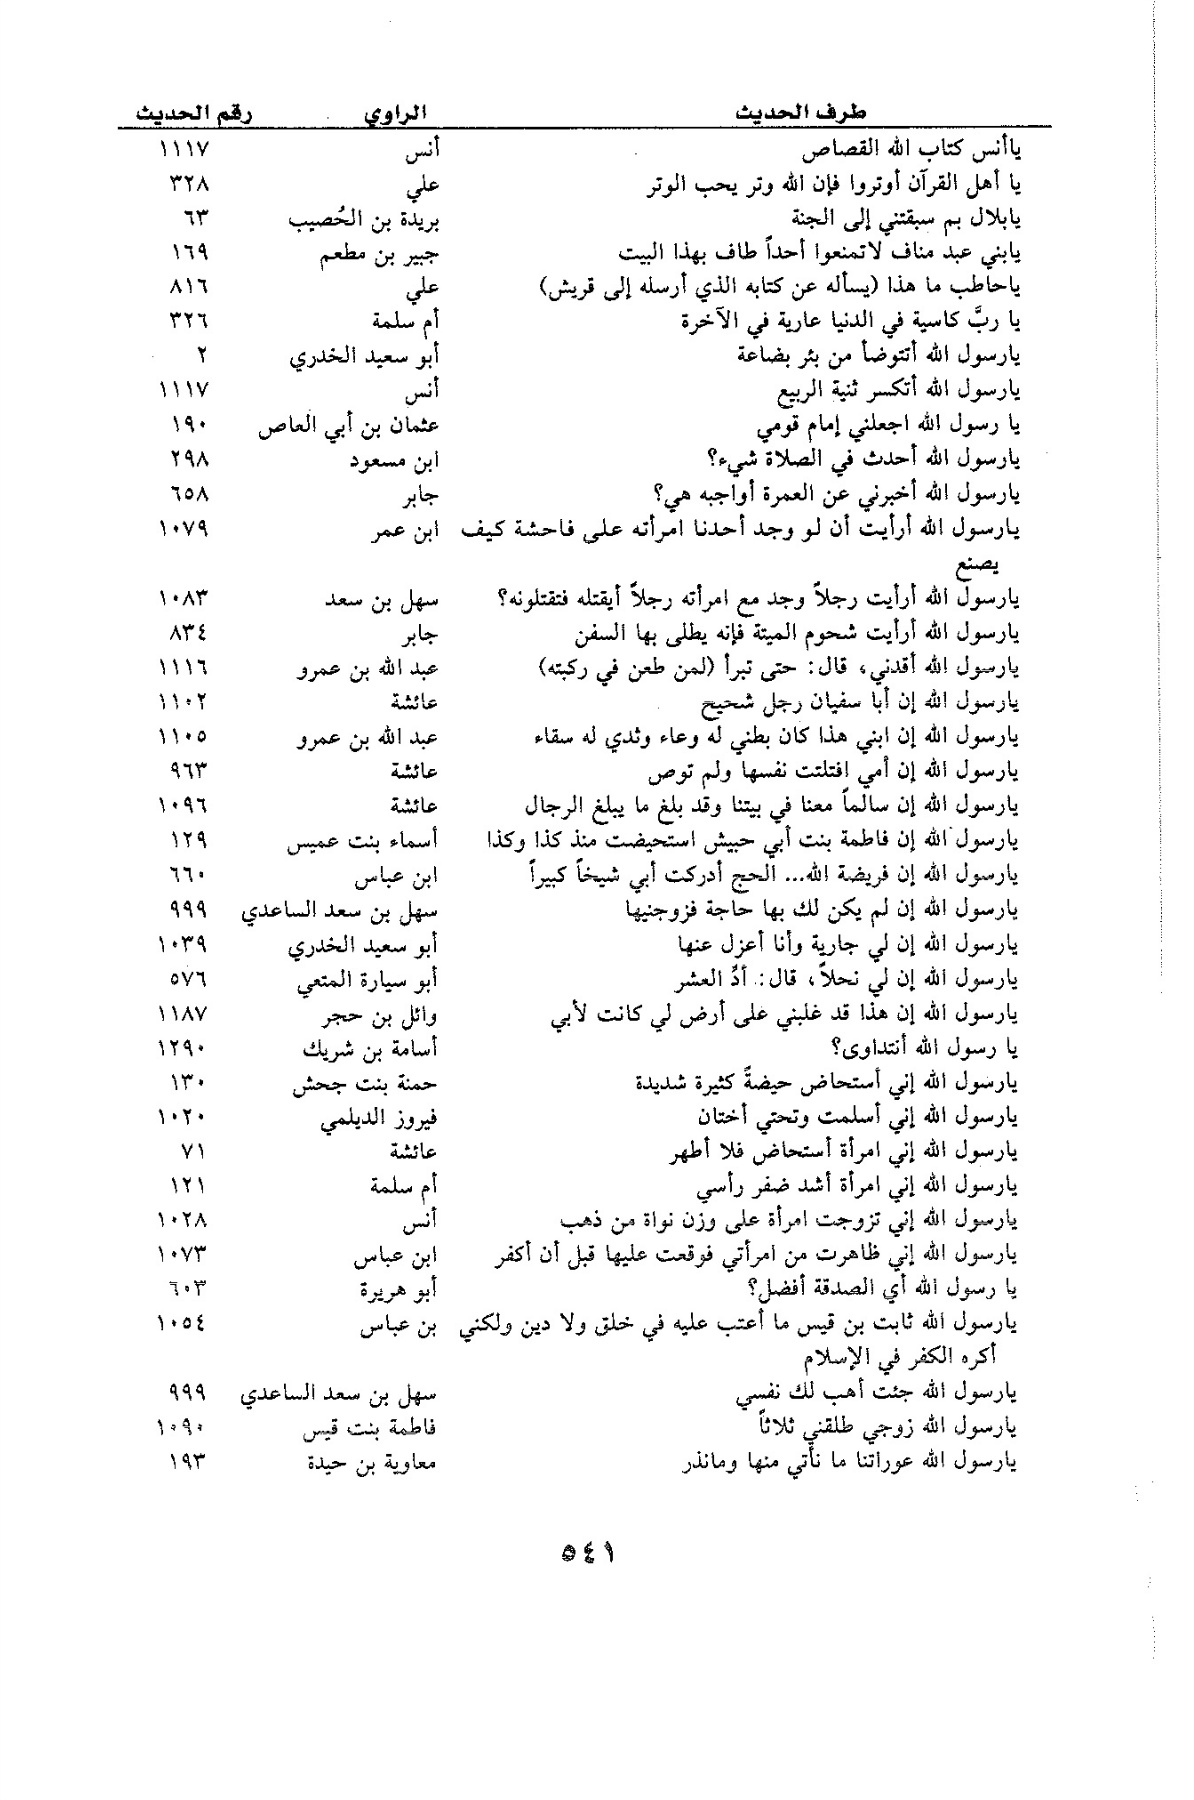 طرف الحديث الراوي رقم الحديث
ياأنس كتاب الله القصاص أنس ١١١٧
يا أهل القرآن أوتروا فإن الله وتر يحب الوتر علي ٣٢٨
يابلال بم سبقتني إلى الجنة بريدة بن الحُصيب ٦٣
يابني عبد مناف لاتمنعوا أحداً طاف بهذا البيت جبير بن مطعم ١٦٩
ياحاطب ما هذا (يسأله عن كتابه الذي أرسله إلى قريش) علي ٨١٦
يا ربَّ كاسية في الدنيا عارية في الآخرة أم سلمة ٣٢٦
يارسول الله أتتوضأ من بئر بضاعة أبو سعيد الخدري ٢
يارسول الله أتكسر ثنية الربيع أنس ١١١٧
يا رسول الله اجعلني إمام قومي عثمان بن أبي العاص ١٩٠
يارسول الله أحدث في الصلاة شيء؟ ابن مسعود ٢٩٨
يارسول الله أخبرني عن العمرة أواجبه هي؟ جابر ٦٥٨
يارسول الله أرأيت أن لو وجد أحدنا امرأته على فاحشة كيف ابن عمر ١٠٧٩
يصنع
يارسول الله أرأيت رجلاً وجد مع امرأته رجلاً أيقتله فتقتلونه؟ سهل بن سعد ١٠٨٣
يارسول الله أرأيت شحوم الميتة فإنه يطلى بها السفن جابر ٨٣٤
يارسول الله أقدني، قال: حتى تبرأ (لمن طعن في ركبته) عبد الله بن عمرو ١١١٦
يارسول الله إن أبا سفيان رجل شحيح عائشة ١١٠٢
يارسول الله إن ابني هذا كان بطني له وعاء وثدي له سقاء عبد الله بن عمرو ١١٠٥
يارسول الله إن أمي افتلتت نفسها ولم توص عائشة ٩٦٣
يارسول الله إن سالماً معنا في بيتنا وقد بلغ ما يبلغ الرجال عائشة ١٠٩٦
يارسول الله إن فاطمة بنت أبي حبيش استحيضت منذ كذا وكذا أسماء بنت عميس ١٢٩
يارسول الله إن فريضة الله... الحج أدركت أبي شيخاً كبيراً ابن عباس ٦٦٠
يارسول الله إن لم يكن لك بها حاجة فزوجنيها سهل بن سعد الساعدي ٩٩٩
يارسول الله إن لي جارية وأنا أعزل عنها أبو سعيد الخدري ١٠٣٩
يارسول الله إن لي نحلاً، قال: أدِّ العشر أبو سيارة المتعي ٥٧٦
يارسول الله إن هذا قد غلبني على أرض لي كانت لأبي وائل بن حجر ١١٨٧
يا رسول الله أنتداوى؟ أسامة بن شريك ١٢٩٠
يارسول الله إني أستحاض حيضةً كثيرة شديدة حمنة بنت جحش ١٣٠
يارسول الله إني أسلمت وتحتي أختان فيروز الديلمي ١٠٢٠
يارسول الله إني امرأة أستحاض فلا أطهر عائشة ٧١
يارسول الله إني امرأة أشد ضفر رأسي أم سلمة ١٢١
يارسول الله إني تزوجت امرأة على وزن نواة من ذهب أنس ١٠٢٨
يارسول الله إني ظاهرت من امرأتي فوقعت عليها قبل أن أكفر ابن عباس ١٠٧٣
يا رسول الله أي الصدقة أفضل؟ أبو هريرة ٦٠٣
يارسول الله ثابت بن قيس ما أعتب عليه في خلق ولا دين ولكني بن عباس ١٠٥٤
أكره الكفر في الإسلام
يارسول الله جئت أهب لك نفسي سهل بن سعد الساعدي ٩٩٩
يارسول الله زوجي طلقني ثلاثاً فاطمة بنت قيس ١٠٩٠
يارسول الله عوراتنا ما نأتي منها ومانذر معاوية بن حيدة ١٩٣
٥٤١